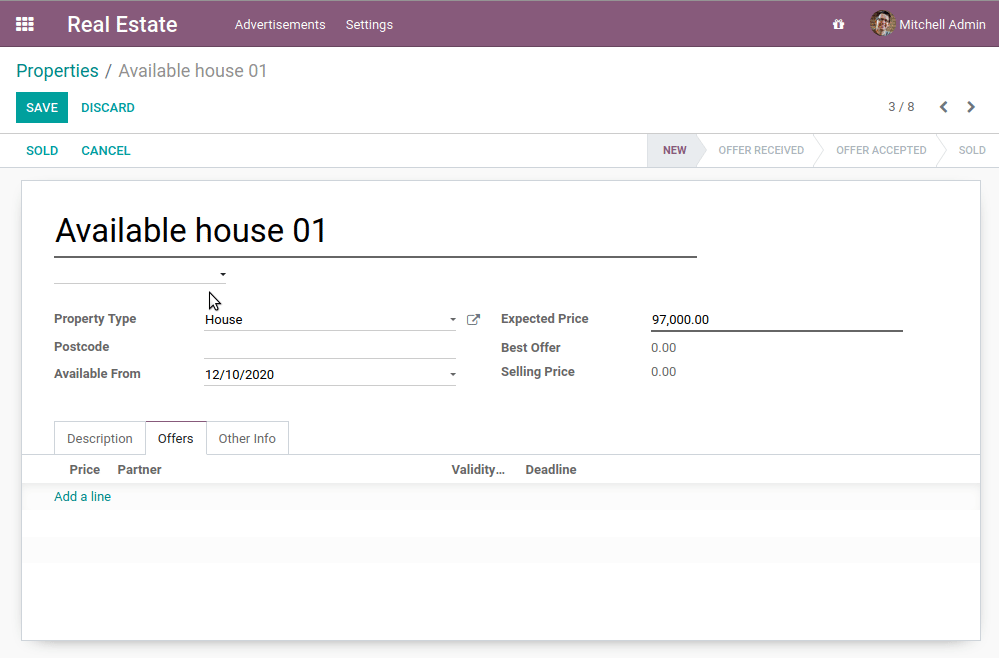 Real Estate Advertisements Settings Mitchell Admin
Properties / Available house 01
SAVE DISCARD 3 / 8
SOLD CANCEL NEW OFFER RECEIVED OFFER ACCEPTED SOLD
Available house 01
Property Type House Expected Price 97,000.00
Postcode Best Offer 0.00
Available From 12/10/2020 Selling Price 0.00
Description Offers Other Info
Price Partner Validity... Deadline
Add a line